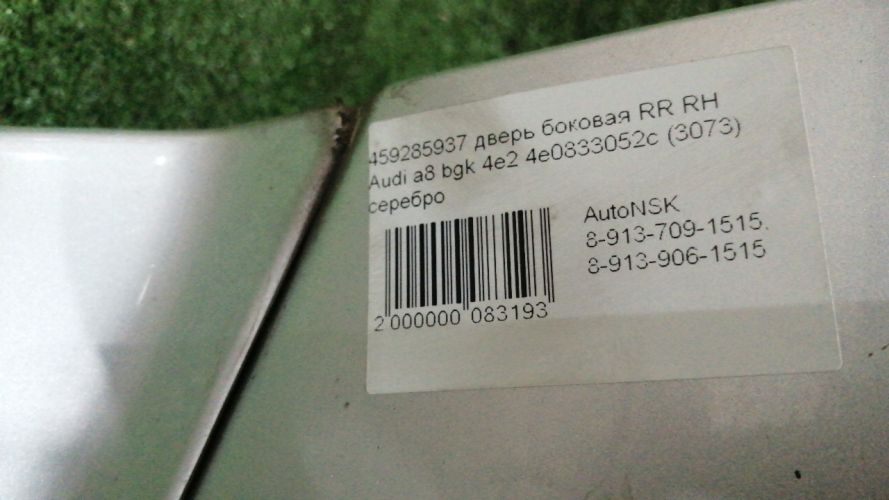 459285937 дверь боковая RR RH
Audi a8 bgk 4e2 4e0833052c (3073)
серебро
AutoNSK
8-913-709-1515,
8-913-906-1515
2 000000 083193